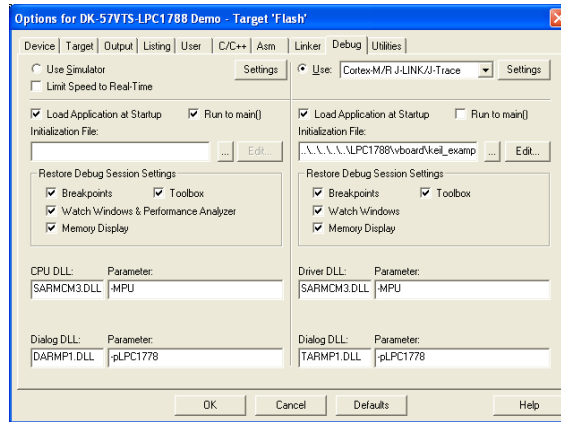 Options for DK-57VTS-LPC1788 Demo - Target 'Flash'
Device Target Output Listing User C/C++ Asm Linker Debug Utilities
Use Simulator Settings
Limit Speed to Real-Time
Use: Cortex-M/R J-LINK/J-Trace Settings
Load Application at Startup Run to main()
Initialization File:
... Edit...
Load Application at Startup Run to main()
Initialization File:
..\..\..\..\..\LPC1788\vboard\keil_examp ... Edit...
Restore Debug Session Settings
Breakpoints Toolbox
Watch Windows & Performance Analyzer
Memory Display
Restore Debug Session Settings
Breakpoints Toolbox
Watch Windows
Memory Display
CPU DLL: Parameter:
SARMCM3.DLL -MPU
Driver DLL: Parameter:
SARMCM3.DLL -MPU
Dialog DLL: Parameter:
DARMP1.DLL -pLPC1778
Dialog DLL: Parameter:
TARMP1.DLL -pLPC1778
OK Cancel Defaults Help